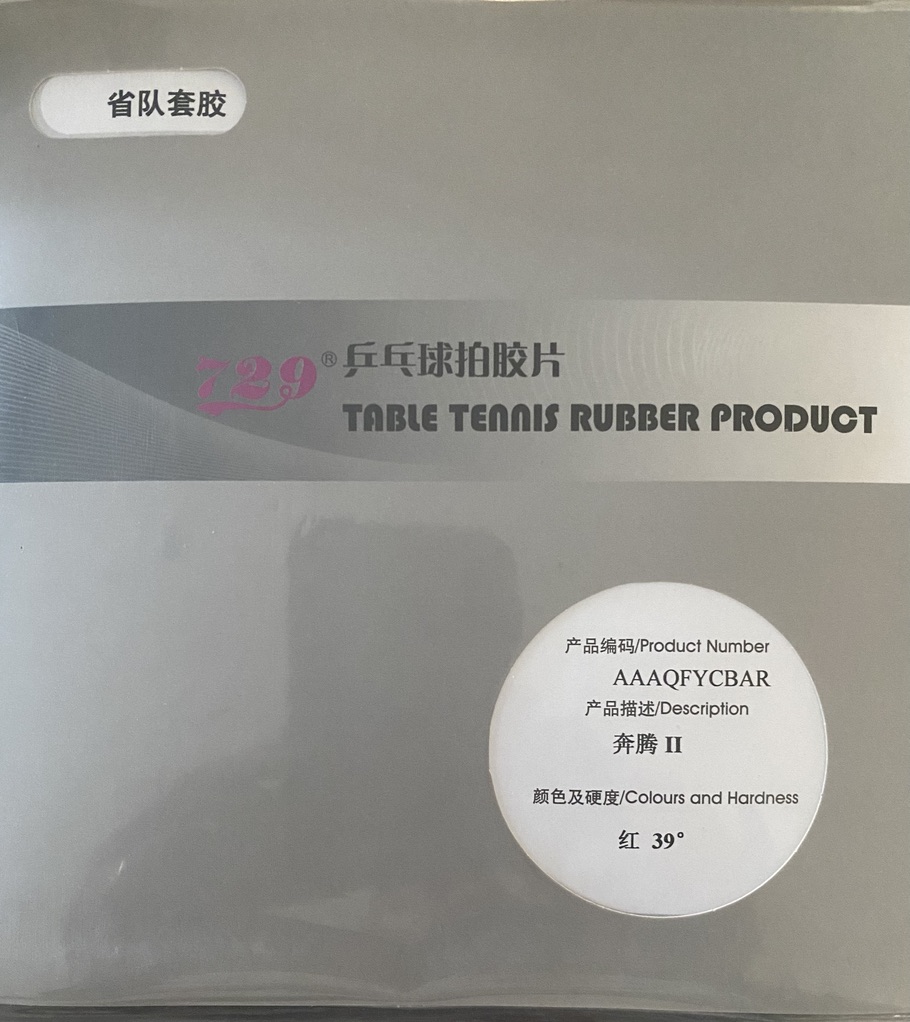 省队套胶
729® 乒乓球拍胶片
TABLE TENNIS RUBBER PRODUCT
产品编码/Product Number
AAAQFYCBAR
产品描述/Description
奔腾 II
颜色及硬度/Colours and Hardness
红 39°